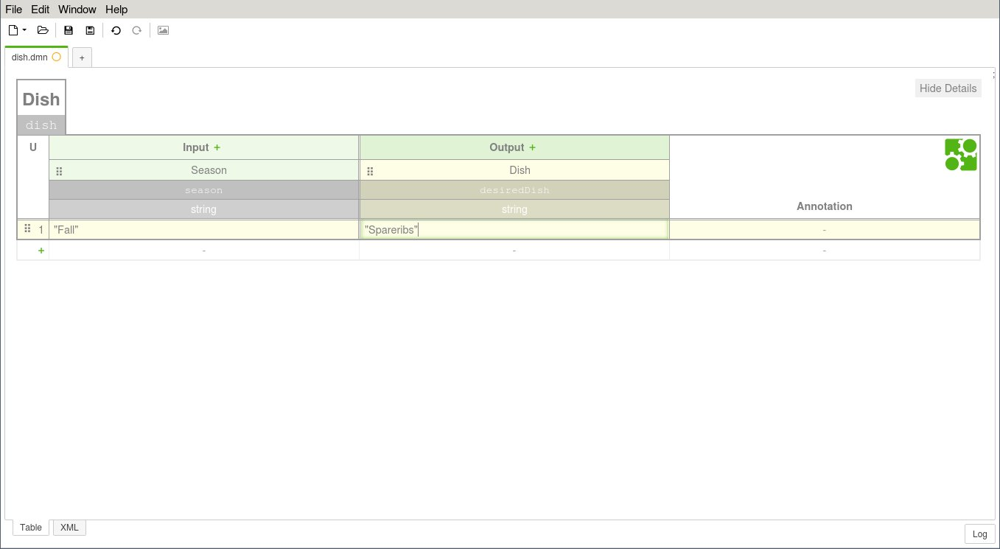 File Edit Window Help
dish.dmn +
Hide Details
Dish
dish
U Input + Output +
Season Dish
season desiredDish
string string Annotation
1 "Fall" "Spareribs" -
+ - - -
Table XML
Log